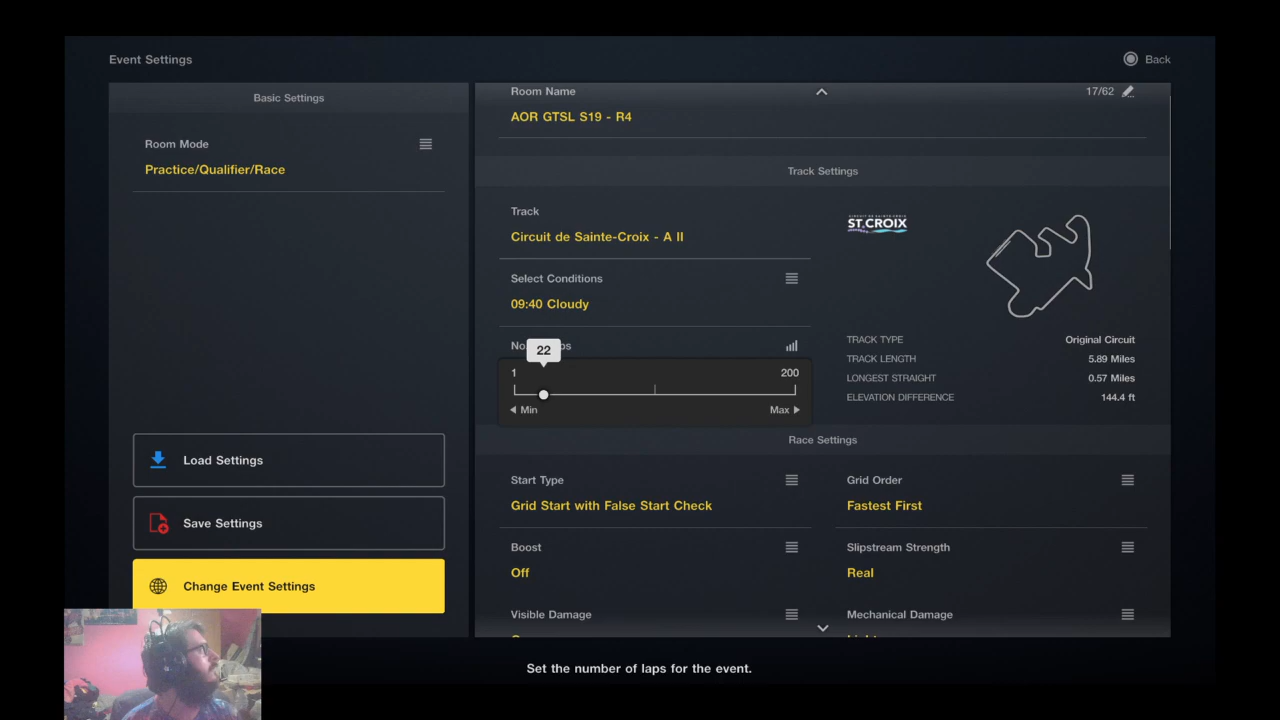 Event Settings
Back
Basic Settings
Room Mode
Practice/Qualifier/Race
Load Settings
Save Settings
Change Event Settings
Room Name
17/62
AOR GTSL S19 - R4
Track Settings
Track
Circuit de Sainte-Croix - A II
Select Conditions
09:40 Cloudy
22
1
200
Min
Max
ST.CROIX
TRACK TYPE
Original Circuit
TRACK LENGTH
5.89 Miles
LONGEST STRAIGHT
0.57 Miles
ELEVATION DIFFERENCE
144.4 ft
Race Settings
Start Type
Grid Start with False Start Check
Grid Order
Fastest First
Boost
Off
Slipstream Strength
Real
Visible Damage
Mechanical Damage
Set the number of laps for the event.